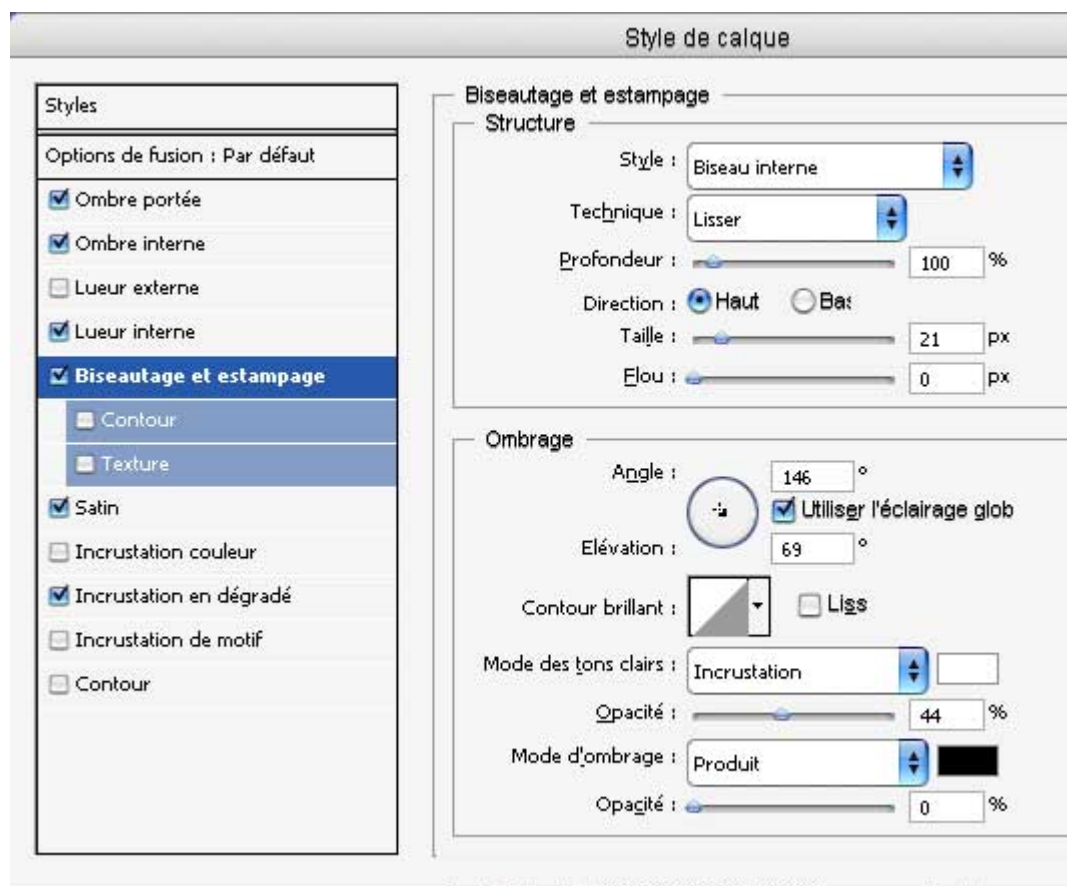 Style de calque
Styles
Options de fusion : Par défaut
Ombre portée
Ombre interne
Lueur externe
Lueur interne
Biseautage et estampage
Contour
Texture
Satin
Incrustation couleur
Incrustation en dégradé
Incrustation de motif
Contour
Biseautage et estampage
Structure
Style : Biseau interne
Technique : Lisser
Profondeur : 100 %
Direction : Haut Bas
Taille : 21 px
Flou : 0 px
Ombrage
Angle : 146 °
Utiliser l'éclairage glob
Elévation : 69 °
Contour brillant : Liss
Mode des tons clairs : Incrustation
Opacité : 44 %
Mode d'ombrage : Produit
Opacité : 0 %